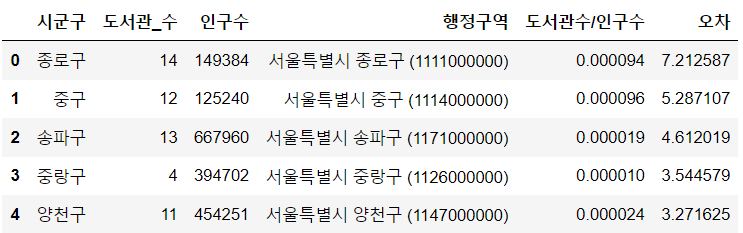 시군구 도서관_수 인구수 행정구역 도서관수/인구수 오차
0 종로구 14 149384 서울특별시 종로구 (1111000000) 0.000094 7.212587
1 중구 12 125240 서울특별시 중구 (1114000000) 0.000096 5.287107
2 송파구 13 667960 서울특별시 송파구 (1171000000) 0.000019 4.612019
3 중랑구 4 394702 서울특별시 중랑구 (1126000000) 0.000010 3.544579
4 양천구 11 454251 서울특별시 양천구 (1147000000) 0.000024 3.271625